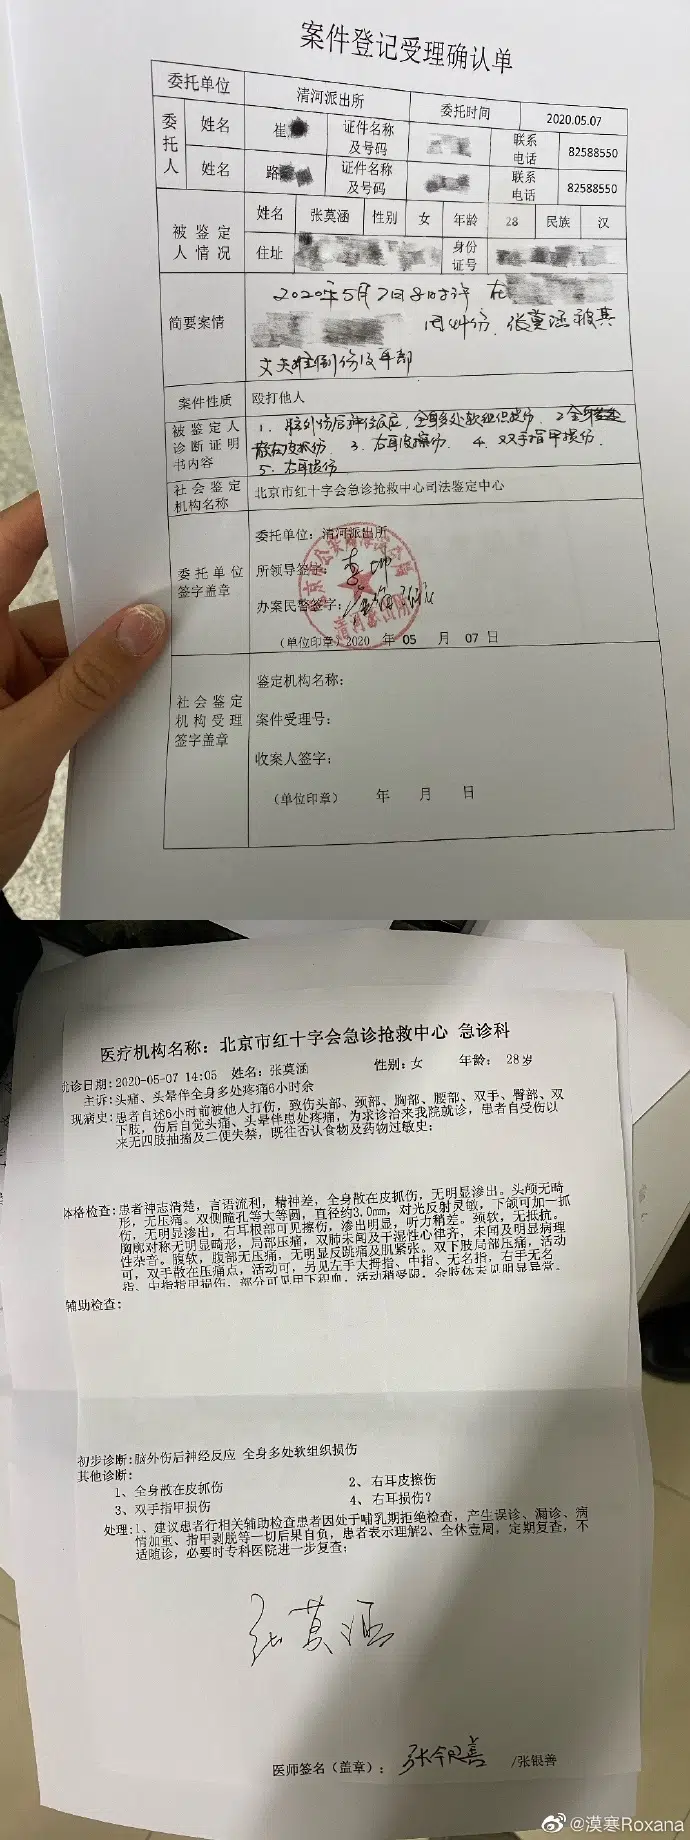 案件登记受理确认单
委托单位 清河派出所 委托时间 2020.05.07
委托人 姓名 崔 证件名称及号码 联系电话 82588550
姓名 路 证件名称及号码 联系电话 82588550
被鉴定人情况 姓名 张莫涵 性别 女 年龄 28 民族 汉
住址 身份证号
简要案情 2020年5月7日8时许 在
因纠纷,张莫涵被其
丈夫 伤及耳部
案件性质 殴打他人
被鉴定人诊断证明书内容 1、脑外伤后神经反应,全身多处软组织损伤 2 全身
散在皮抓伤 3、右耳皮擦伤、 4、双手指甲损伤、
5、右耳损伤
社会鉴定机构名称 北京市红十字会急诊抢救中心司法鉴定中心
委托单位签字盖章
委托单位:清河派出所
所领导签字:
办案民警签字:
(单位印章)2020 年 05 月 07 日
社会鉴定机构受理签字盖章
鉴定机构名称:
案件受理号:
收案人签字:
(单位印章) 年 月 日
医疗机构名称:北京市红十字会急诊抢救中心 急诊科
诊日期:2020-05-07 14:05 姓名:张莫涵 性别:女 年龄:28岁
主诉:头痛、头晕伴全身多处疼痛6小时余
现病史:患者自述6小时前被他人打伤,致伤头部、颈部、胸部、腰部、双手、臀部、双
下肢,伤后自觉头痛、头晕伴患处疼痛,为求诊治来我院就诊,患者自受伤以
来无四肢抽搐及二便失禁,既往否认食物及药物过敏史;
体格检查:患者神志清楚,言语流利,精神差,全身散在皮抓伤,无明显渗出。头颅无畸
形,无压痛。双侧瞳孔等大等圆,直径约3.0mm,对光反射灵敏,下颌可加一抓
伤,无明显渗出,右耳根部可见擦伤,渗出明显,听力稍差。颈软,无抵抗。
胸廓对称无明显畸形,局部压痛,双肺未闻及干湿性心律齐,未闻及明显病理
性杂音。腹软,腹部无压痛,无明显反跳痛及肌紧张。双下肢局部压痛,活动
可,双手散在压痛点,活动可,另见左手大拇指、中指、无名指,右手无名
指、中指指甲损伤,部分可见甲下积血,活动稍受限,余肢体未见明显异常。
辅助检查:
初步诊断:脑外伤后神经反应 全身多处软组织损伤
其他诊断:
1、全身散在皮抓伤 2、右耳皮擦伤
3、双手指甲损伤 4、右耳损伤?
处理:1、建议患者行相关辅助检查患者因处于哺乳期拒绝检查,产生误诊、漏诊、病
情加重、指甲剥脱等一切后果自负,患者表示理解2、全休壹周,定期复查,不
适随诊,必要时专科医院进一步复查;
张莫涵
医师签名(盖章): 张银善 /张银善
@漠寒Roxana